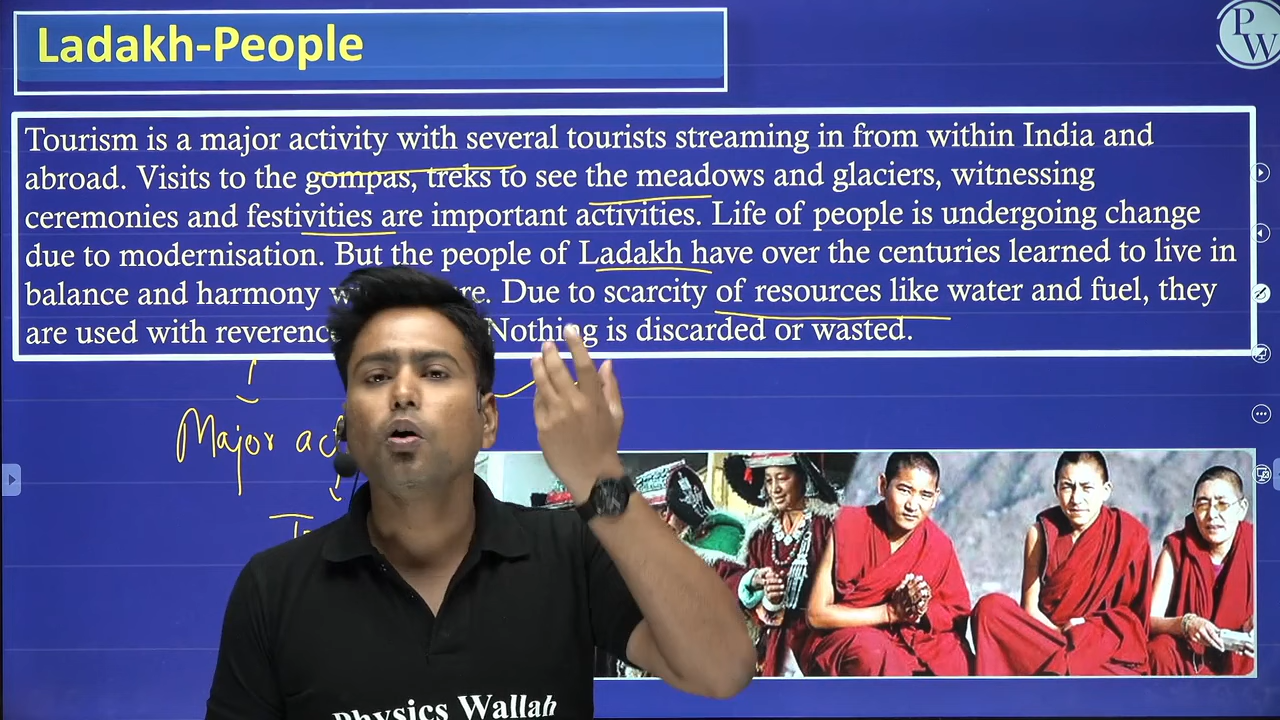 Ladakh-People
PW
Tourism is a major activity with several tourists streaming in from within India and
abroad. Visits to the gompas, treks to see the meadows and glaciers, witnessing
ceremonies and festivities are important activities. Life of people is undergoing change
due to modernisation. But the people of Ladakh have over the centuries learned to live in
balance and harmony re. Due to scarcity of resources like water and fuel, they
are used with reverence Nothing is discarded or wasted.
Major ac
Physics Wallah